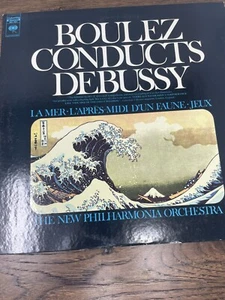 BOULEZ
CONDUCTS
DEBUSSY
LA MER · L'APRÈS-MIDI D'UN FAUNE · JEUX
THE NEW PHILHARMONIA ORCHESTRA